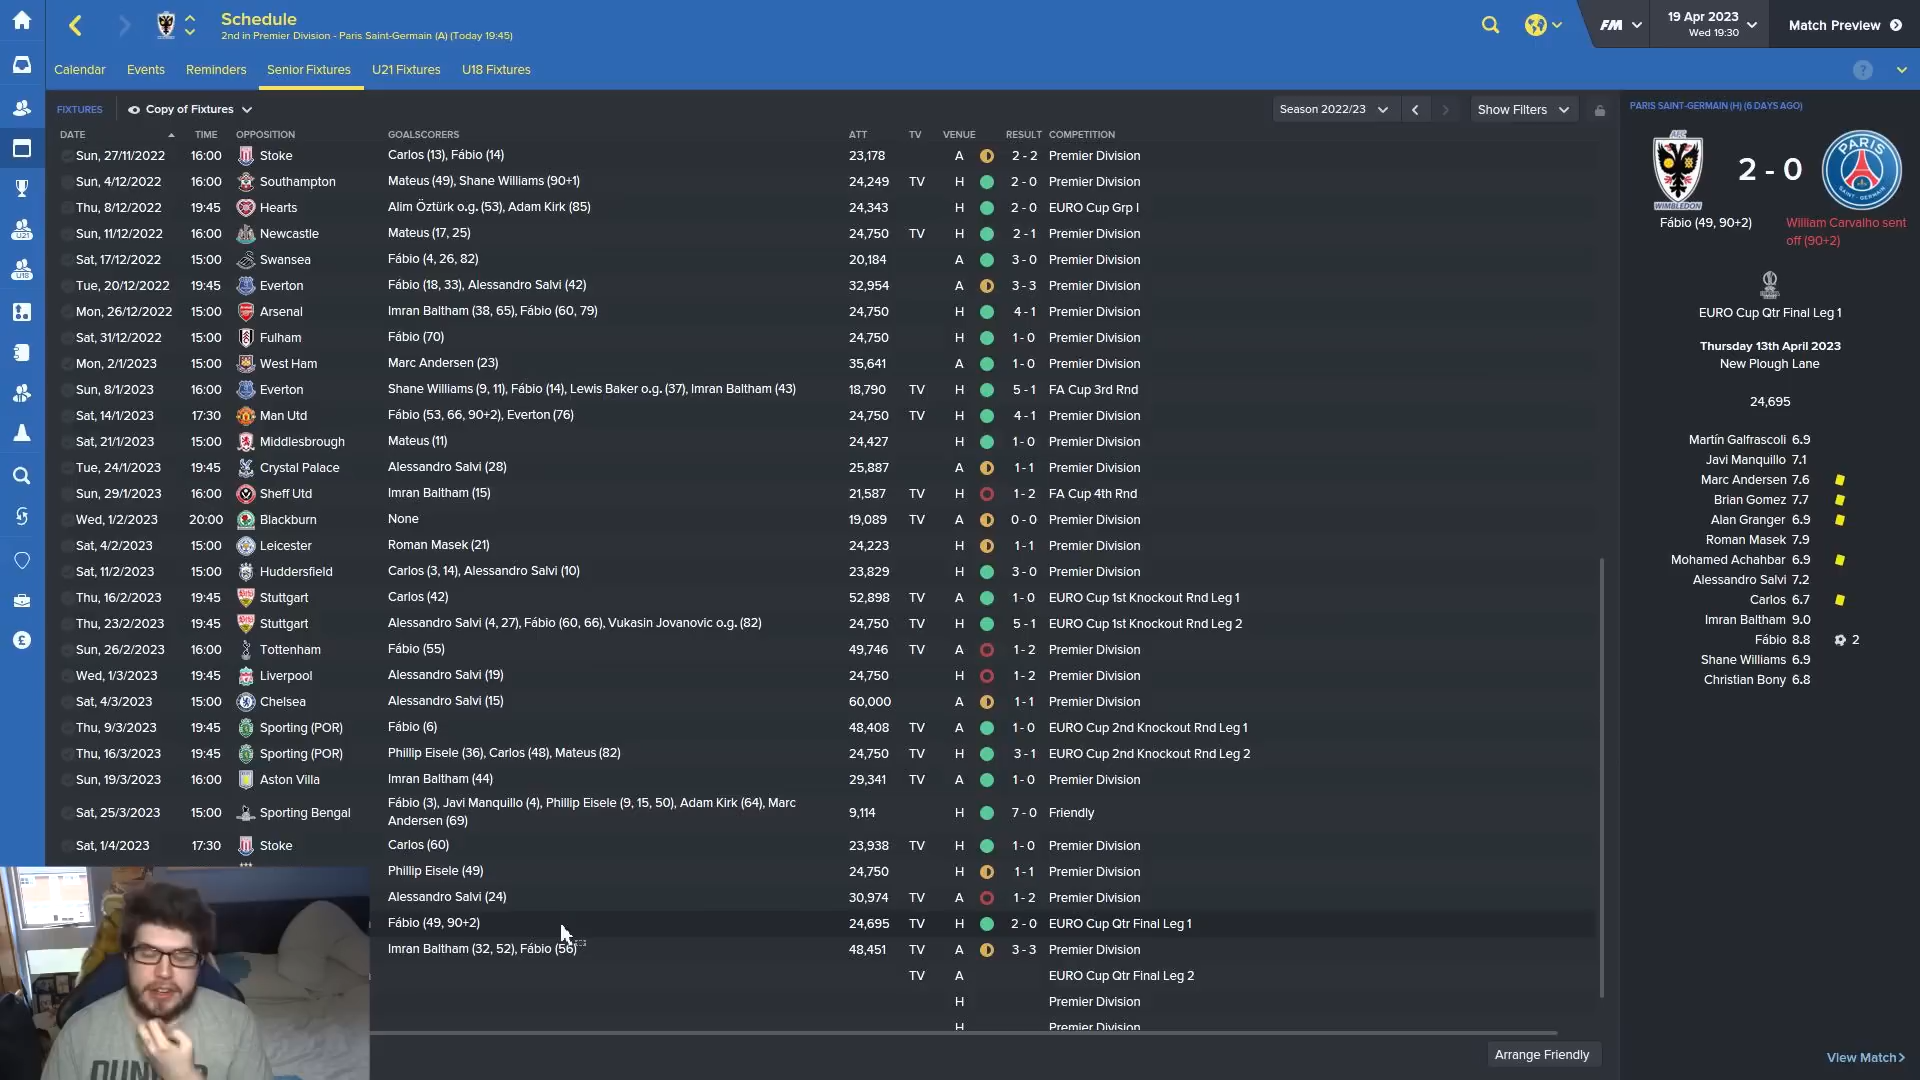 Schedule
2nd in Premier Division - Paris Saint-Germain (A) (Today 19:45)
FM
19 Apr 2023
Wed 19:30
Match Preview
Calendar Events Reminders Senior Fixtures U21 Fixtures U18 Fixtures
FIXTURES Copy of Fixtures Season 2022/23 Show Filters
DATE TIME OPPOSITION GOALSCORERS ATT TV VENUE RESULT COMPETITION
Sun, 27/11/2022 16:00 Stoke Carlos (13), Fábio (14) 23,178 A 2 - 2 Premier Division
Sun, 4/12/2022 16:00 Southampton Mateus (49), Shane Williams (90+1) 24,249 TV H 2 - 0 Premier Division
Thu, 8/12/2022 19:45 Hearts Alim Öztürk o.g. (53), Adam Kirk (85) 24,343 H 2 - 0 EURO Cup Grp I
Sun, 11/12/2022 16:00 Newcastle Mateus (17, 25) 24,750 TV H 2 - 1 Premier Division
Sat, 17/12/2022 15:00 Swansea Fábio (4, 26, 82) 20,184 A 3 - 0 Premier Division
Tue, 20/12/2022 19:45 Everton Fábio (18, 33), Alessandro Salvi (42) 32,954 A 3 - 3 Premier Division
Mon, 26/12/2022 15:00 Arsenal Imran Baltham (38, 65), Fábio (60, 79) 24,750 H 4 - 1 Premier Division
Sat, 31/12/2022 15:00 Fulham Fábio (70) 24,750 H 1 - 0 Premier Division
Mon, 2/1/2023 15:00 West Ham Marc Andersen (23) 35,641 A 1 - 0 Premier Division
Sun, 8/1/2023 16:00 Everton Shane Williams (9, 11), Fábio (14), Lewis Baker o.g. (37), Imran Baltham (43) 18,790 TV H 5 - 1 FA Cup 3rd Rnd
Sat, 14/1/2023 17:30 Man Utd Fábio (53, 66, 90+2), Everton (76) 24,750 TV H 4 - 1 Premier Division
Sat, 21/1/2023 15:00 Middlesbrough Mateus (11) 24,427 H 1 - 0 Premier Division
Tue, 24/1/2023 19:45 Crystal Palace Alessandro Salvi (28) 25,887 A 1 - 1 Premier Division
Sun, 29/1/2023 16:00 Sheff Utd Imran Baltham (15) 21,587 TV H 1 - 2 FA Cup 4th Rnd
Wed, 1/2/2023 20:00 Blackburn None 19,089 TV A 0 - 0 Premier Division
Sat, 4/2/2023 15:00 Leicester Roman Masek (21) 24,223 H 1 - 1 Premier Division
Sat, 11/2/2023 15:00 Huddersfield Carlos (3, 14), Alessandro Salvi (10) 23,829 H 3 - 0 Premier Division
Thu, 16/2/2023 19:45 Stuttgart Carlos (42) 52,898 TV A 1 - 0 EURO Cup 1st Knockout Rnd Leg 1
Thu, 23/2/2023 19:45 Stuttgart Alessandro Salvi (4, 27), Fábio (60, 66), Vukasin Jovanovic o.g. (82) 24,750 TV H 5 - 1 EURO Cup 1st Knockout Rnd Leg 2
Sun, 26/2/2023 16:00 Tottenham Fábio (55) 49,746 TV A 1 - 2 Premier Division
Wed, 1/3/2023 19:45 Liverpool Alessandro Salvi (19) 24,750 H 1 - 2 Premier Division
Sat, 4/3/2023 15:00 Chelsea Alessandro Salvi (15) 60,000 A 1 - 1 Premier Division
Thu, 9/3/2023 19:45 Sporting (POR) Fábio (6) 48,408 TV A 1 - 0 EURO Cup 2nd Knockout Rnd Leg 1
Thu, 16/3/2023 19:45 Sporting (POR) Phillip Eisele (36), Carlos (48), Mateus (82) 24,750 TV H 3 - 1 EURO Cup 2nd Knockout Rnd Leg 2
Sun, 19/3/2023 16:00 Aston Villa Imran Baltham (44) 29,341 TV A 1 - 0 Premier Division
Sat, 25/3/2023 15:00 Sporting Bengal Fábio (3), Javi Manquillo (4), Phillip Eisele (9, 15, 50), Adam Kirk (64), Marc
Andersen (69) 9,114 H 7 - 0 Friendly
Sat, 1/4/2023 17:30 Stoke Carlos (60) 23,938 TV H 1 - 0 Premier Division
Phillip Eisele (49) 24,750 H 1 - 1 Premier Division
Alessandro Salvi (24) 30,974 TV A 1 - 2 Premier Division
Fábio (49, 90+2) 24,695 TV H 2 - 0 EURO Cup Qtr Final Leg 1
Imran Baltham (32, 52), Fábio (56) 48,451 TV A 3 - 3 Premier Division
TV A EURO Cup Qtr Final Leg 2
H Premier Division
H Premier Division
Arrange Friendly
PARIS SAINT-GERMAIN (H) (6 DAYS AGO)
AFC WIMBLEDON
2 - 0
PARIS
SAINT-GERMAIN
Fábio (49, 90+2)
William Carvalho sent
off (90+2)
EURO Cup Qtr Final Leg 1
Thursday 13th April 2023
New Plough Lane
24,695
Martín Galfrascoli 6.9
Javi Manquillo 7.1
Marc Andersen 7.6
Brian Gomez 7.7
Alan Granger 6.9
Roman Masek 7.9
Mohamed Achahbar 6.9
Alessandro Salvi 7.2
Carlos 6.7
Imran Baltham 9.0
Fábio 8.8 2
Shane Williams 6.9
Christian Bony 6.8
View Match
U21
U18